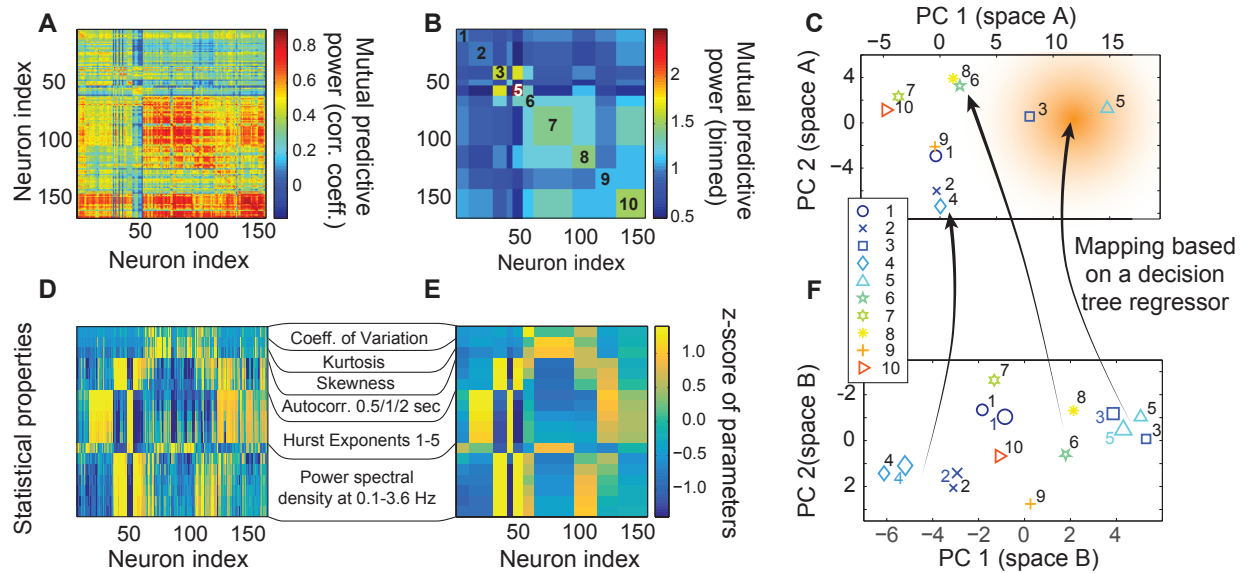 A
Neuron index
50
100
150
50
100
150
Neuron index
0.8
0.6
0.4
0.2
0
Mutual predictive
power (corr. coeff.)
B
1
2
3
5
6
7
8
9
10
50
100
150
Neuron index
2
1.5
1
0.5
Mutual predictive
power (binned)
C
PC 1 (space A)
-5
0
5
10
15
PC 2 (space A)
4
0
−4
−8
8
6
7
10
9
1
2
4
3
5
1
2
3
4
5
6
7
8
9
10
Mapping based
on a decision
tree regressor
D
Statistical properties
50
100
150
Neuron index
Coeff. of Variation
Kurtosis
Skewness
Autocorr. 0.5/1/2 sec
Hurst Exponents 1-5
Power spectral
density at 0.1-3.6 Hz
E
50
100
150
Neuron index
1.0
0.5
0.0
−0.5
−1.0
z-score of parameters
F
PC 2(space B)
-2
0
2
7
1
1
8
5
3
5
3
10
6
4
4
2
2
9
−6
−4
−2
0
2
4
PC 1 (space B)